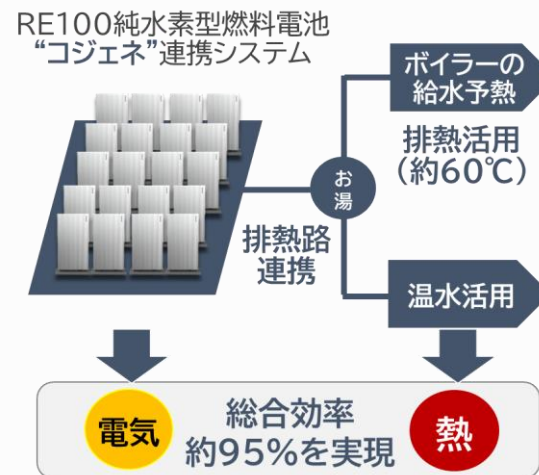 RE100純水素型燃料電池
“コジェネ”連携システム
ボイラーの
給水予熱
排熱活用
（約60℃）
お
湯
排熱路
連携
温水活用
電気
総合効率
約95%を実現
熱